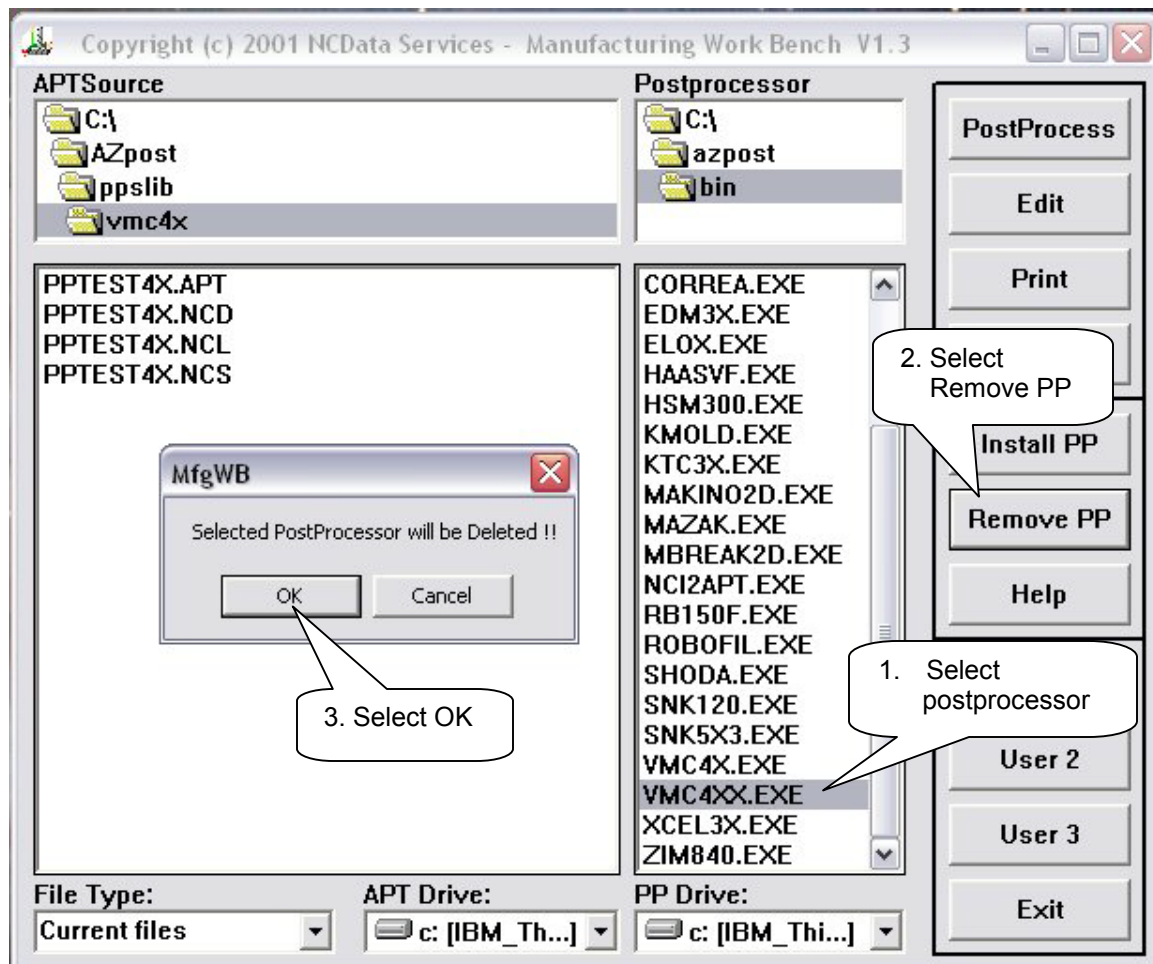 Copyright (c) 2001 NCData Services - Manufacturing Work Bench V1.3
APTSource
C:\
AZpost
ppslib
vmc4x
Postprocessor
C:\
azpost
bin
PPTEST4X.APT
PPTEST4X.NCD
PPTEST4X.NCL
PPTEST4X.NCS
CORREA.EXE
EDM3X.EXE
ELOX.EXE
HAASVF.EXE
HSM300.EXE
KMOLD.EXE
KTC3X.EXE
MAKINO2D.EXE
MAZAK.EXE
MBREAK2D.EXE
NCI2APT.EXE
RB150F.EXE
ROBOFIL.EXE
SHODA.EXE
SNK120.EXE
SNK5X3.EXE
VMC4X.EXE
VMC4XX.EXE
XCEL3X.EXE
ZIM840.EXE
MfgWB
Selected PostProcessor will be Deleted !!
OK
Cancel
3. Select OK
PostProcess
Edit
Print
2. Select
Remove PP
Install PP
Remove PP
Help
1. Select
postprocessor
User 2
User 3
Exit
File Type:
Current files
APT Drive:
c: [IBM_Th...]
PP Drive:
c: [IBM_Thi...]